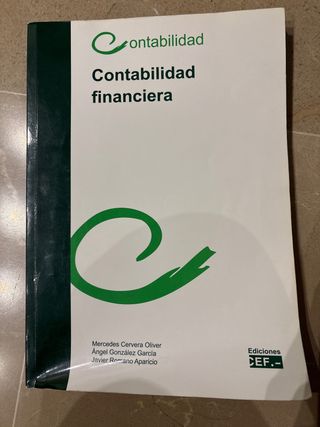 Contabilidad
Contabilidad
financiera
Mercedes Cervera Oliver
Ángel González García
Javier Romano Aparicio
Ediciones
CEF.-